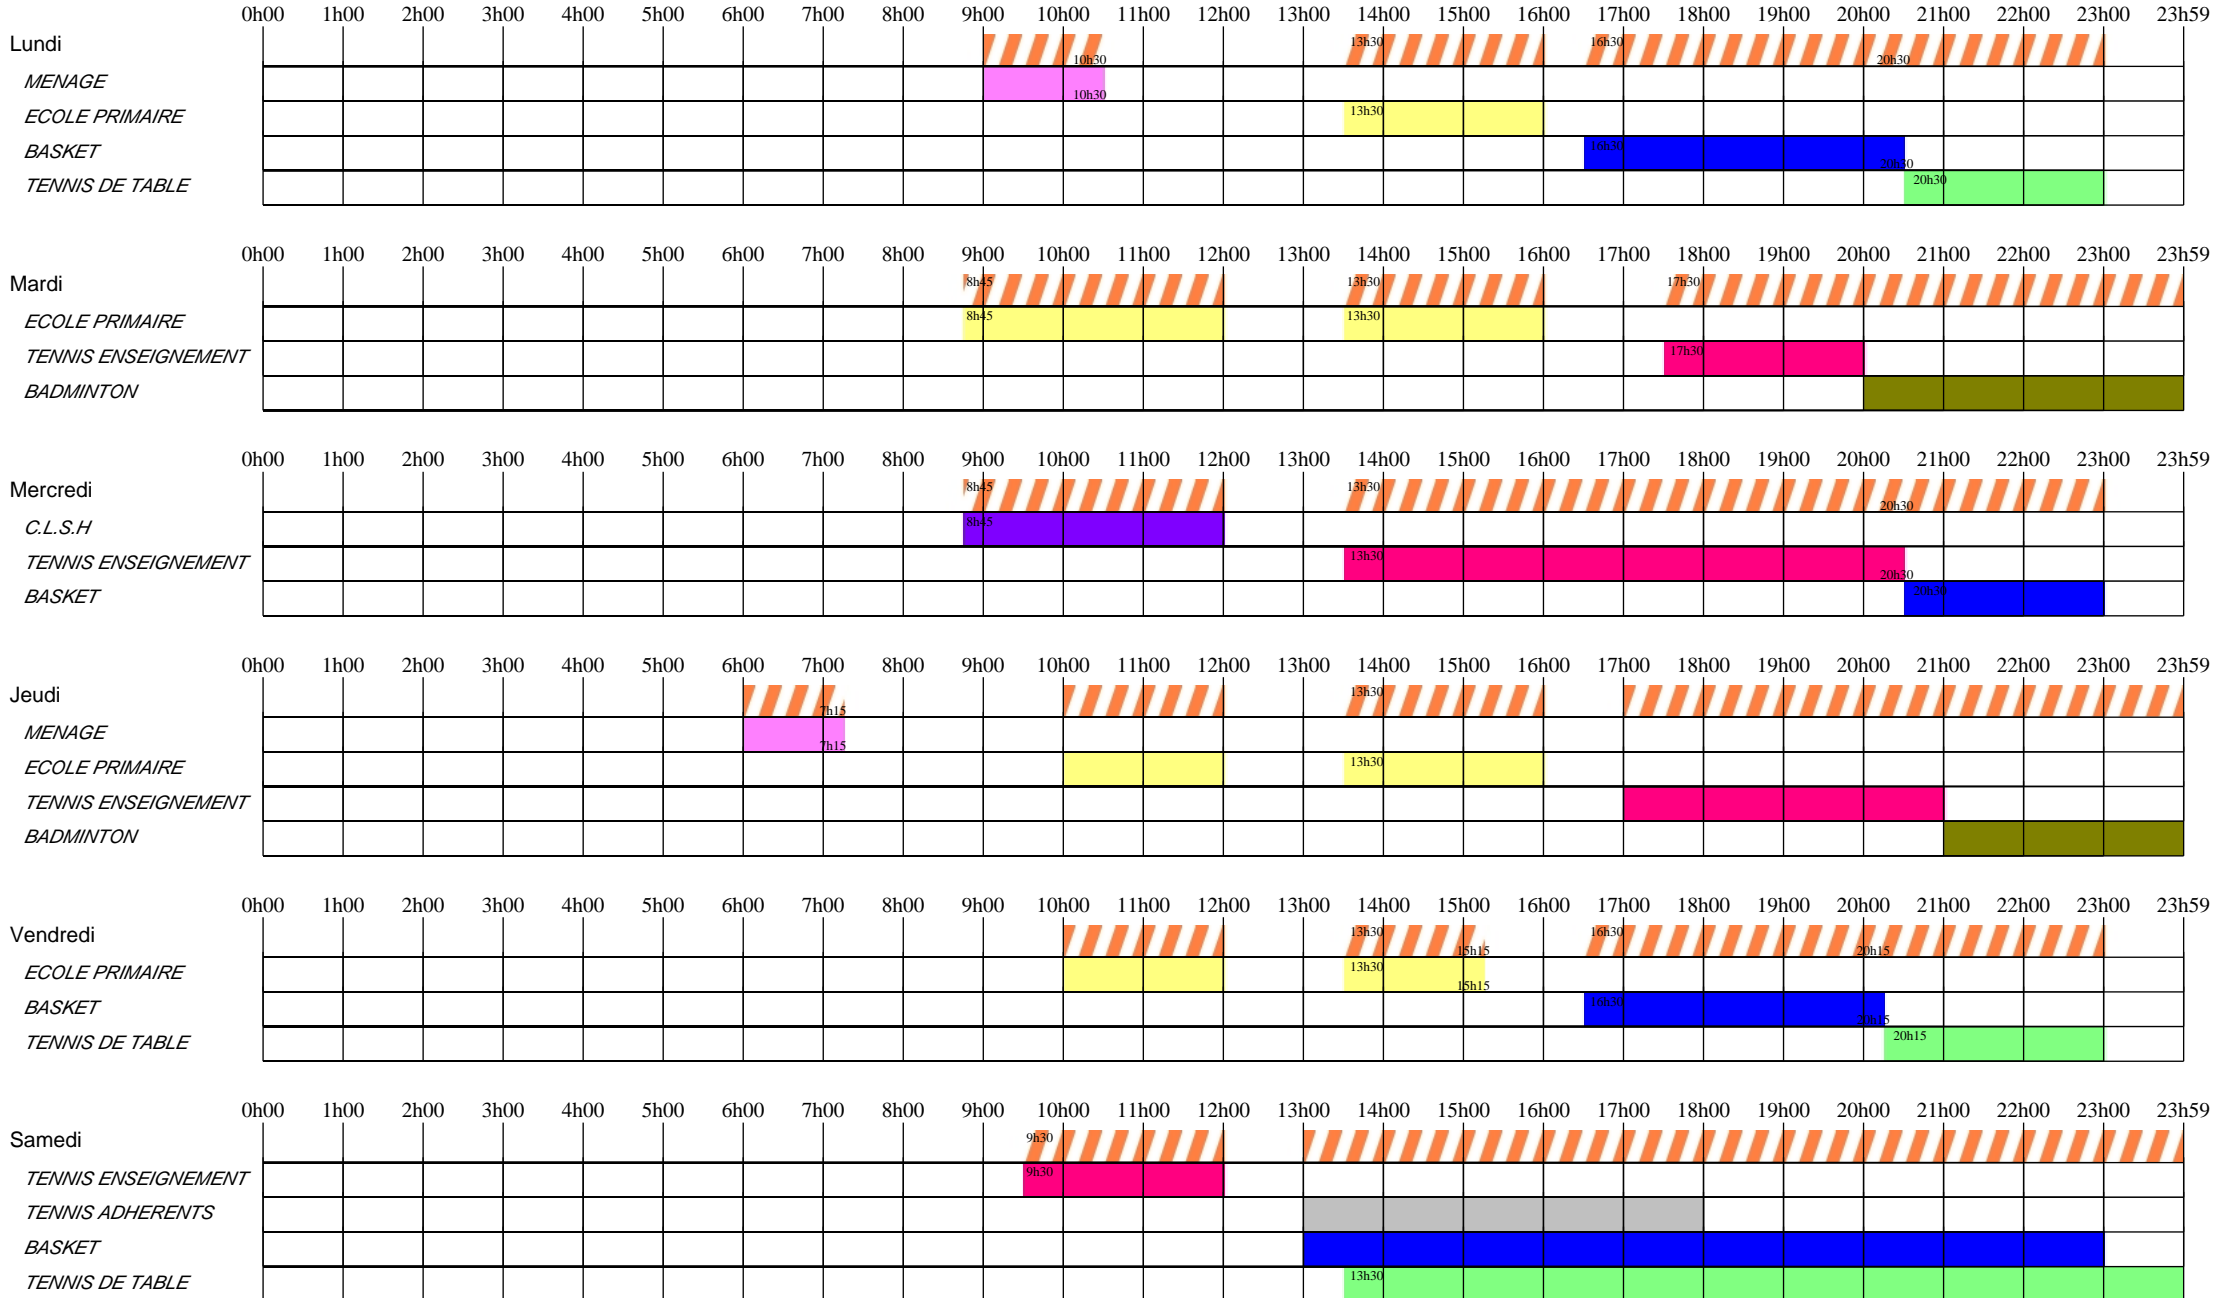 0h00 1h00 2h00 3h00 4h00 5h00 6h00 7h00 8h00 9h00 10h00 11h00 12h00 13h00 14h00 15h00 16h00 17h00 18h00 19h00 20h00 21h00 22h00 23h00 23h59
Lundi 13h30 16h30
10h30 20h30
MENAGE 10h30
ECOLE PRIMAIRE 13h30
BASKET 16h30 20h30
TENNIS DE TABLE 20h30
0h00 1h00 2h00 3h00 4h00 5h00 6h00 7h00 8h00 9h00 10h00 11h00 12h00 13h00 14h00 15h00 16h00 17h00 18h00 19h00 20h00 21h00 22h00 23h00 23h59
Mardi 8h45 13h30 17h30
ECOLE PRIMAIRE 8h45 13h30
TENNIS ENSEIGNEMENT 17h30
BADMINTON
0h00 1h00 2h00 3h00 4h00 5h00 6h00 7h00 8h00 9h00 10h00 11h00 12h00 13h00 14h00 15h00 16h00 17h00 18h00 19h00 20h00 21h00 22h00 23h00 23h59
Mercredi 8h45 13h30 20h30
C.L.S.H 8h45
TENNIS ENSEIGNEMENT 13h30 20h30
BASKET 20h30
0h00 1h00 2h00 3h00 4h00 5h00 6h00 7h00 8h00 9h00 10h00 11h00 12h00 13h00 14h00 15h00 16h00 17h00 18h00 19h00 20h00 21h00 22h00 23h00 23h59
Jeudi 7h15 13h30
MENAGE 7h15
ECOLE PRIMAIRE 13h30
TENNIS ENSEIGNEMENT
BADMINTON
0h00 1h00 2h00 3h00 4h00 5h00 6h00 7h00 8h00 9h00 10h00 11h00 12h00 13h00 14h00 15h00 16h00 17h00 18h00 19h00 20h00 21h00 22h00 23h00 23h59
Vendredi 13h30 16h30
15h15 20h15
ECOLE PRIMAIRE 13h30 15h15
BASKET 16h30 20h15
TENNIS DE TABLE 20h15
0h00 1h00 2h00 3h00 4h00 5h00 6h00 7h00 8h00 9h00 10h00 11h00 12h00 13h00 14h00 15h00 16h00 17h00 18h00 19h00 20h00 21h00 22h00 23h00 23h59
Samedi 9h30
TENNIS ENSEIGNEMENT 9h30
TENNIS ADHERENTS
BASKET
TENNIS DE TABLE 13h30